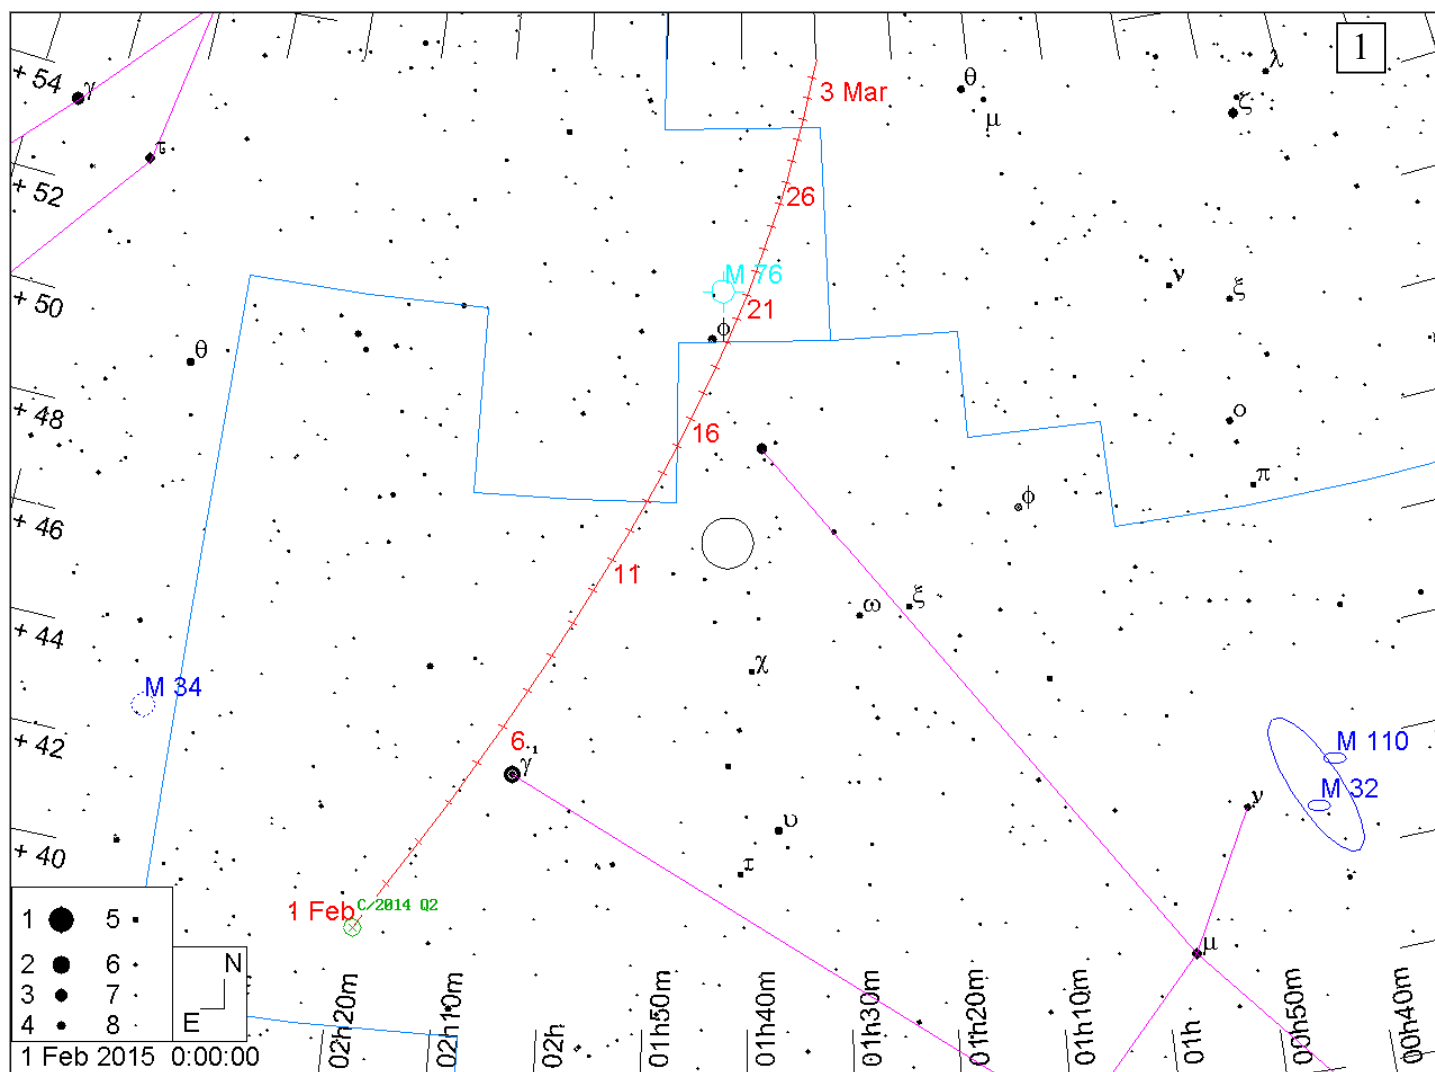 1
+ 54
γ
τ
3 Mar
θ
μ
λ
ζ
+ 52
26
+ 50
M 76
21
ν
ξ
θ
φ
+ 48
16
ο
π
φ
+ 46
11
ω
ξ
+ 44
χ
M 34
+ 42
6
1
γ
M 110
M 32
ν
υ
τ
+ 40
1 Feb
C/2014 Q2
μ
1 5
2 6
3 7
4 8
N
E
02h20m
02h10m
02h
01h50m
01h40m
01h30m
01h20m
01h10m
01h
00h50m
00h40m
1 Feb 2015 0:00:00